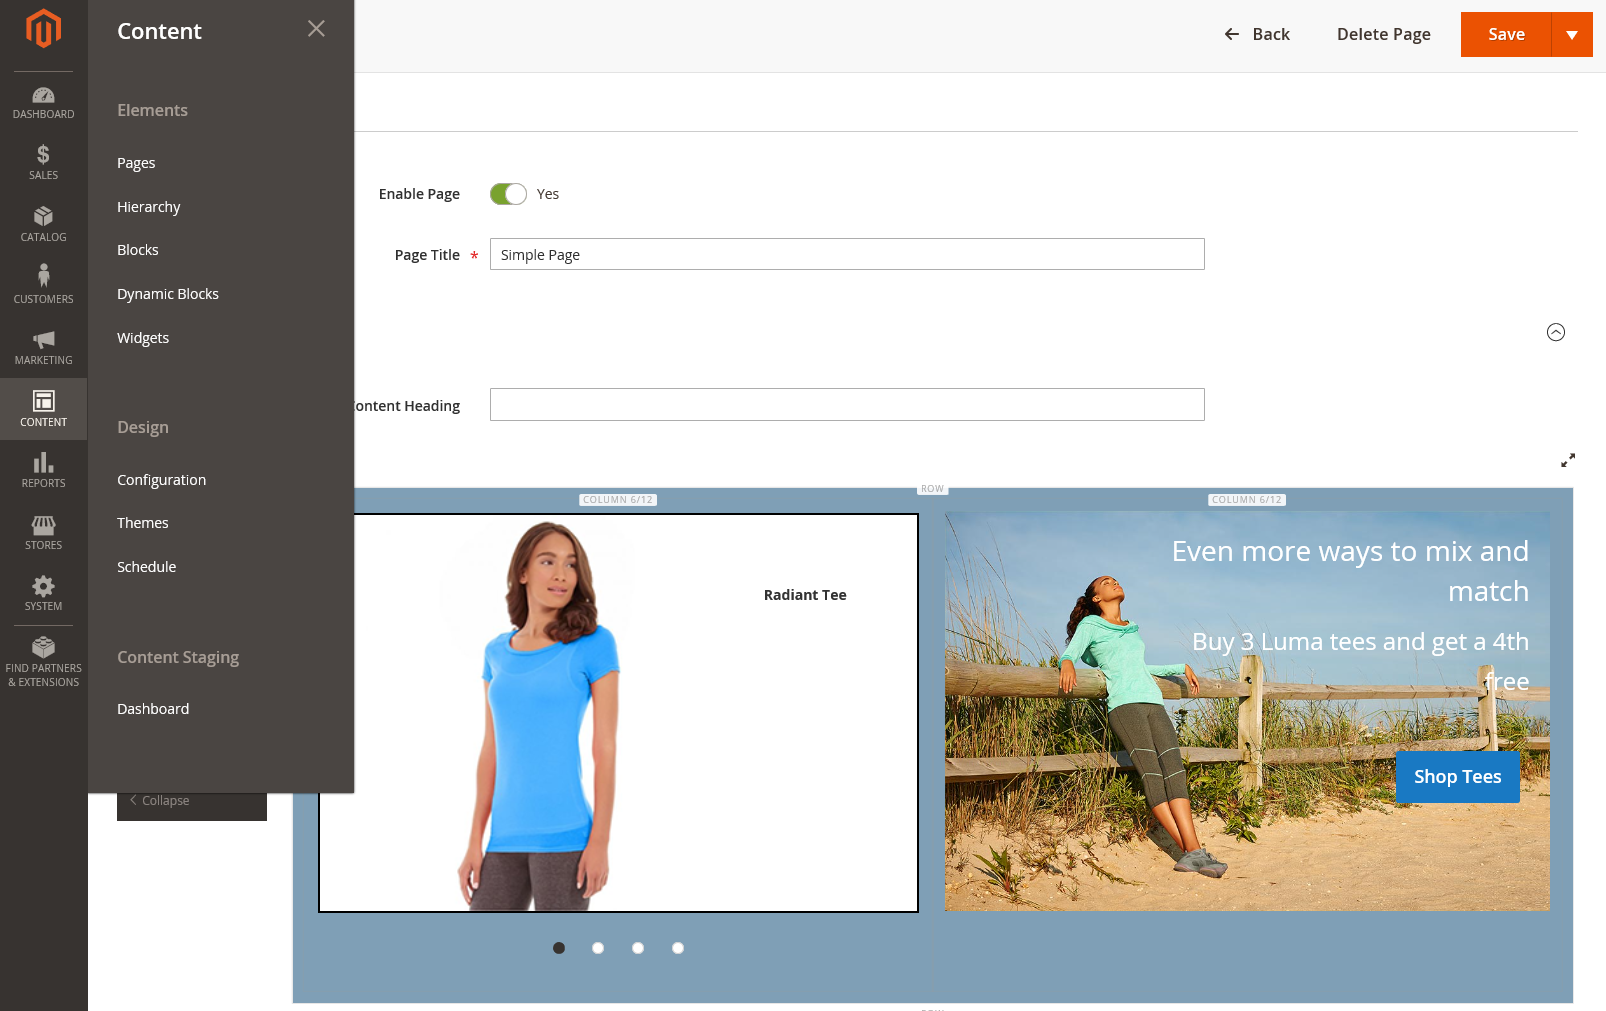 Content
Back
Delete Page
Save
DASHBOARD
SALES
CATALOG
CUSTOMERS
MARKETING
CONTENT
REPORTS
STORES
SYSTEM
FIND PARTNERS
& EXTENSIONS
Elements
Pages
Hierarchy
Blocks
Dynamic Blocks
Widgets
Design
Configuration
Themes
Schedule
Content Staging
Dashboard
Collapse
Enable Page
Yes
Page Title *
Simple Page
Content Heading
ROW
COLUMN 6/12
COLUMN 6/12
Radiant Tee
Even more ways to mix and
match
Buy 3 Luma tees and get a 4th
free
Shop Tees